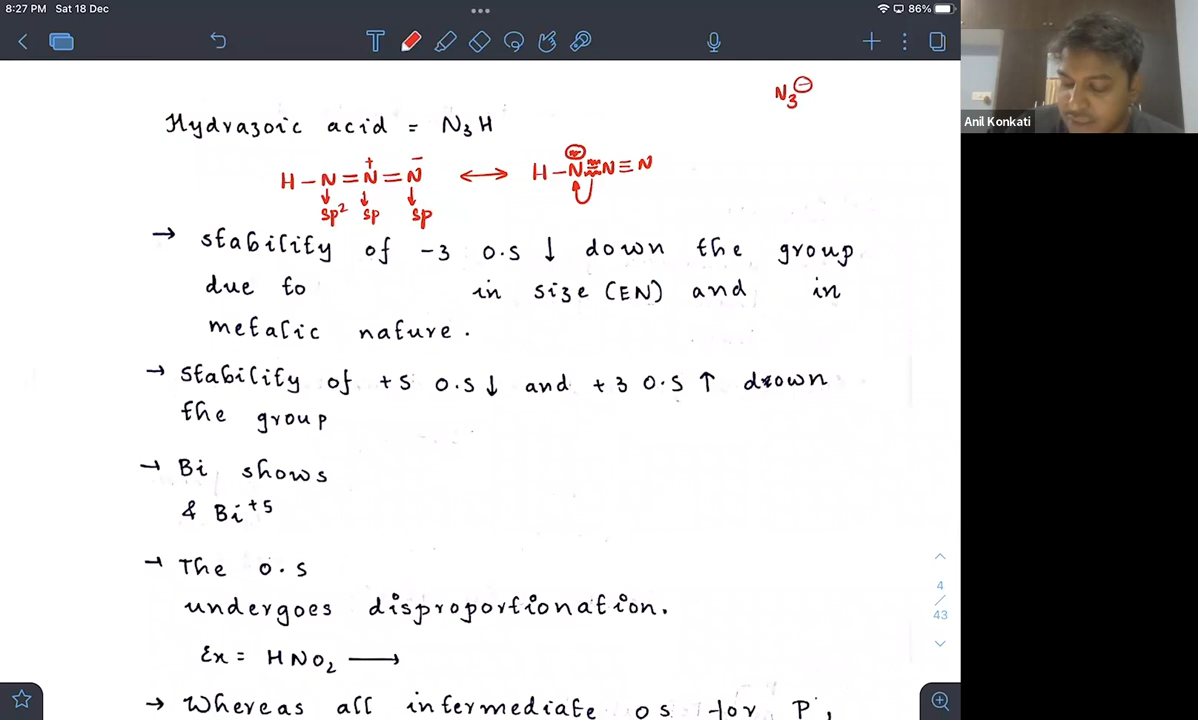 8:27 PM Sat 18 Dec
86%
N3⊖
Anil Konkati
Hydrazoic acid = N3H
H – N = N⁺ = N⁻ ⟷ H – N – N ≡ N
sp² sp sp
→ stability of -3 O.S ↓ down the group
due to in size (EN) and in
metalic nature.
→ stability of +5 O.S ↓ and +3 O.S ↑ drown
the group
→ Bi shows
& Bi+5
→ The O.S
undergoes disproportionation.
Ex = HNO2 ⟶
→ Whereas all intermediate os for P,
4
/
43